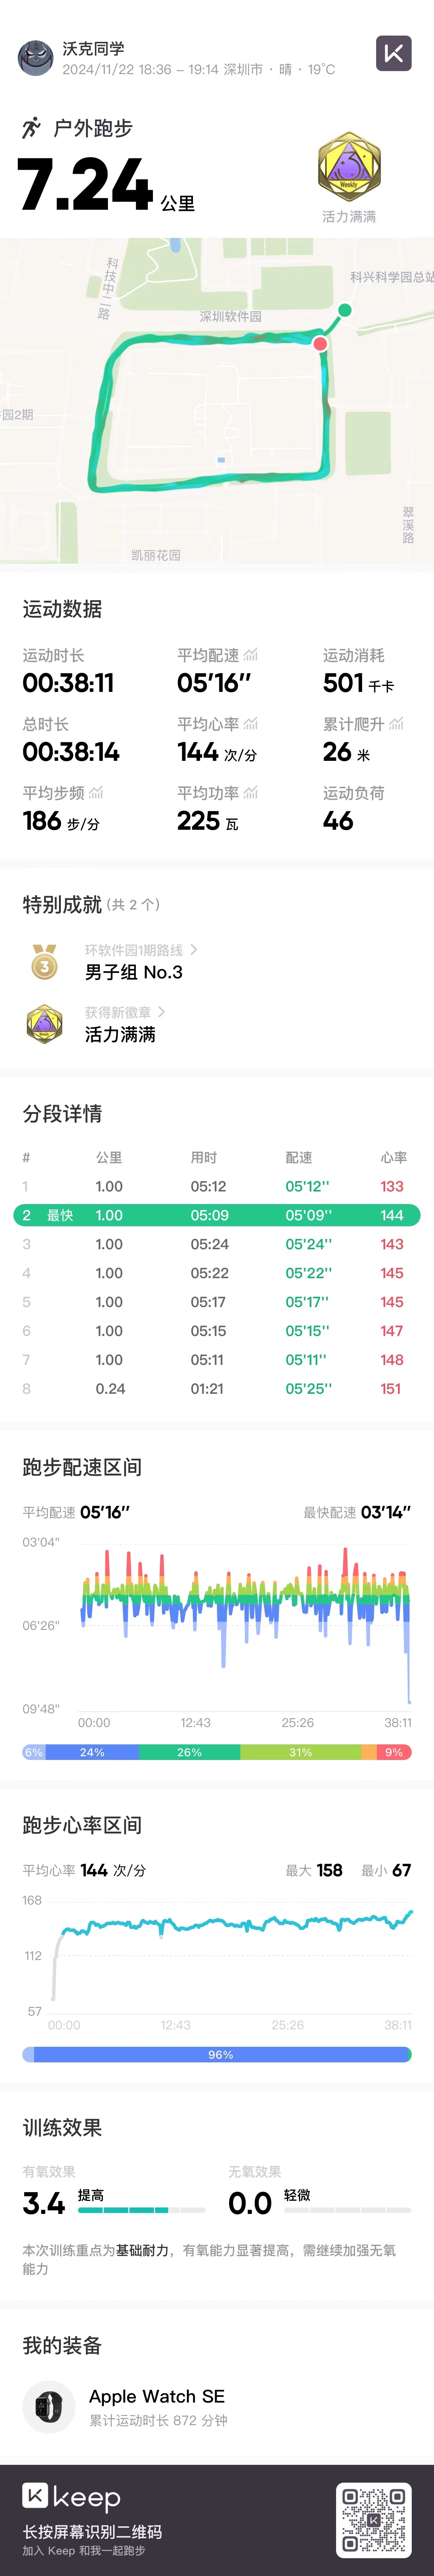 沃克同学
2024/11/22 18:36 – 19:14 深圳市 · 晴 · 19°C
户外跑步
7.24 公里
Weekly
活力满满
科技中二路
科兴科学园总站
深圳软件园
园2期
翠溪路
凯丽花园
运动数据
运动时长 平均配速 运动消耗
00:38:11 05'16'' 501 千卡
总时长 平均心率 累计爬升
00:38:14 144 次/分 26 米
平均步频 平均功率 运动负荷
186 步/分 225 瓦 46
特别成就 (共 2 个)
3
环软件园1期路线
男子组 No.3
获得新徽章
活力满满
分段详情
# 公里 用时 配速 心率
1 1.00 05:12 05'12'' 133
2 最快 1.00 05:09 05'09'' 144
3 1.00 05:24 05'24'' 143
4 1.00 05:22 05'22'' 145
5 1.00 05:17 05'17'' 145
6 1.00 05:15 05'15'' 147
7 1.00 05:11 05'11'' 148
8 0.24 01:21 05'25'' 151
跑步配速区间
平均配速 05'16'' 最快配速 03'14''
03'04"
06'26"
09'48"
00:00 12:43 25:26 38:11
6% 24% 26% 31% 9%
跑步心率区间
平均心率 144 次/分 最大 158 最小 67
168
112
57
00:00 12:43 25:26 38:11
96%
训练效果
有氧效果 无氧效果
3.4 提高 0.0 轻微
本次训练重点为基础耐力，有氧能力显著提高，需继续加强无氧
能力
我的装备
Apple Watch SE
累计运动时长 872 分钟
keep
长按屏幕识别二维码
加入 Keep 和我一起跑步